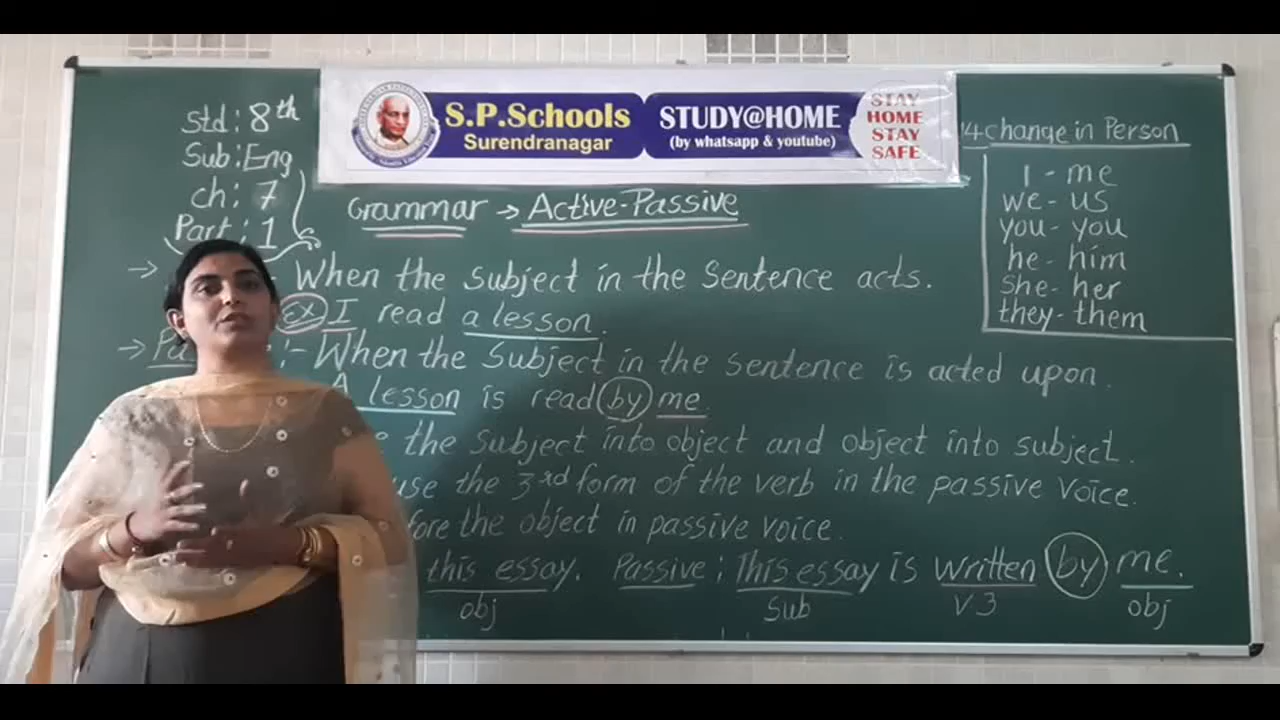 Std: 8th
Sub: Eng
ch: 7
Part: 1
S.P.Schools
Surendranagar
STUDY@HOME
(by whatsapp & youtube)
STAY
HOME
STAY
SAFE
Grammar → Active-Passive
→ When the Subject in the Sentence acts.
Ex I read a lesson.
→ :- When the Subject in the Sentence is acted upon.
A lesson is read by me.
the Subject into object and object into subject.
use the 3rd form of the verb in the passive voice.
the object in passive voice.
this essay. Passive : This essay is written by me.
obj Sub V3 obj
4 change in Person
I - me
we - us
you - you
he - him
She - her
they - them